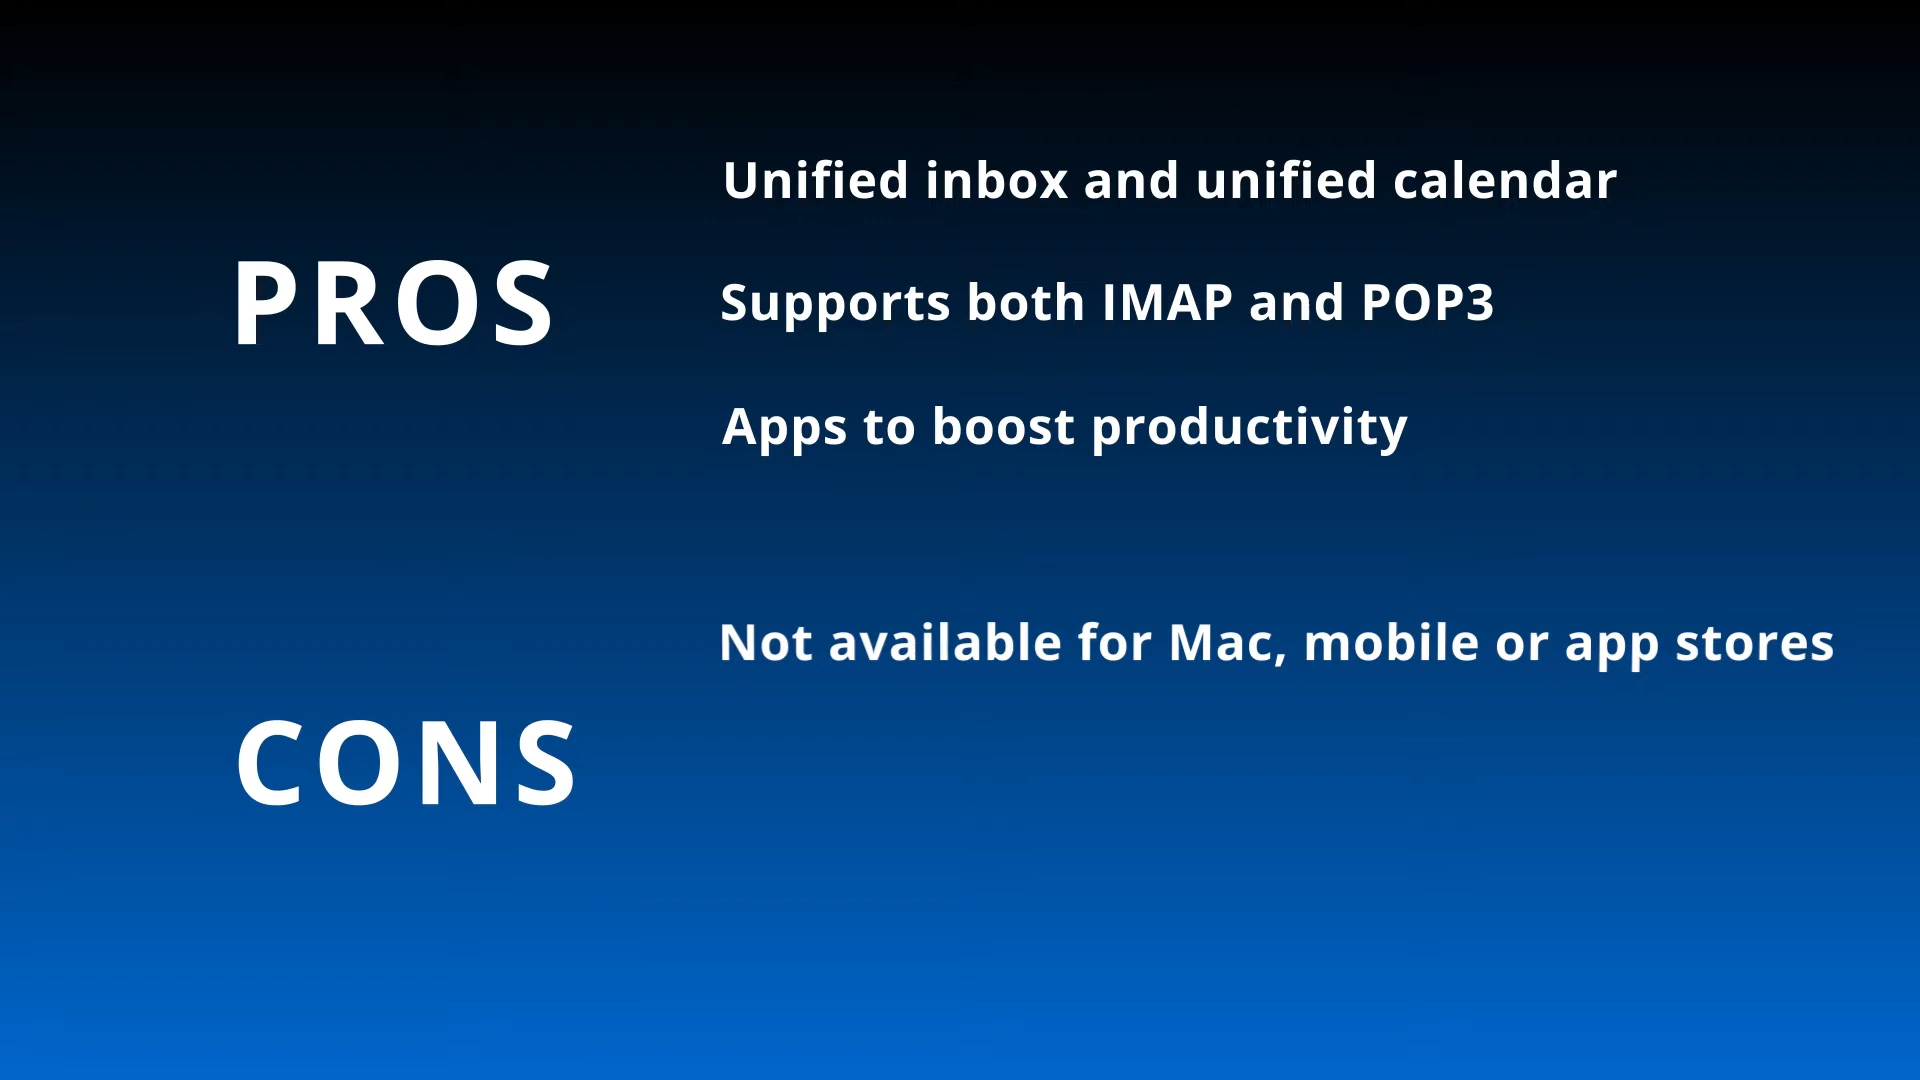 PROS
Unified inbox and unified calendar
Supports both IMAP and POP3
Apps to boost productivity
CONS
Not available for Mac, mobile or app stores